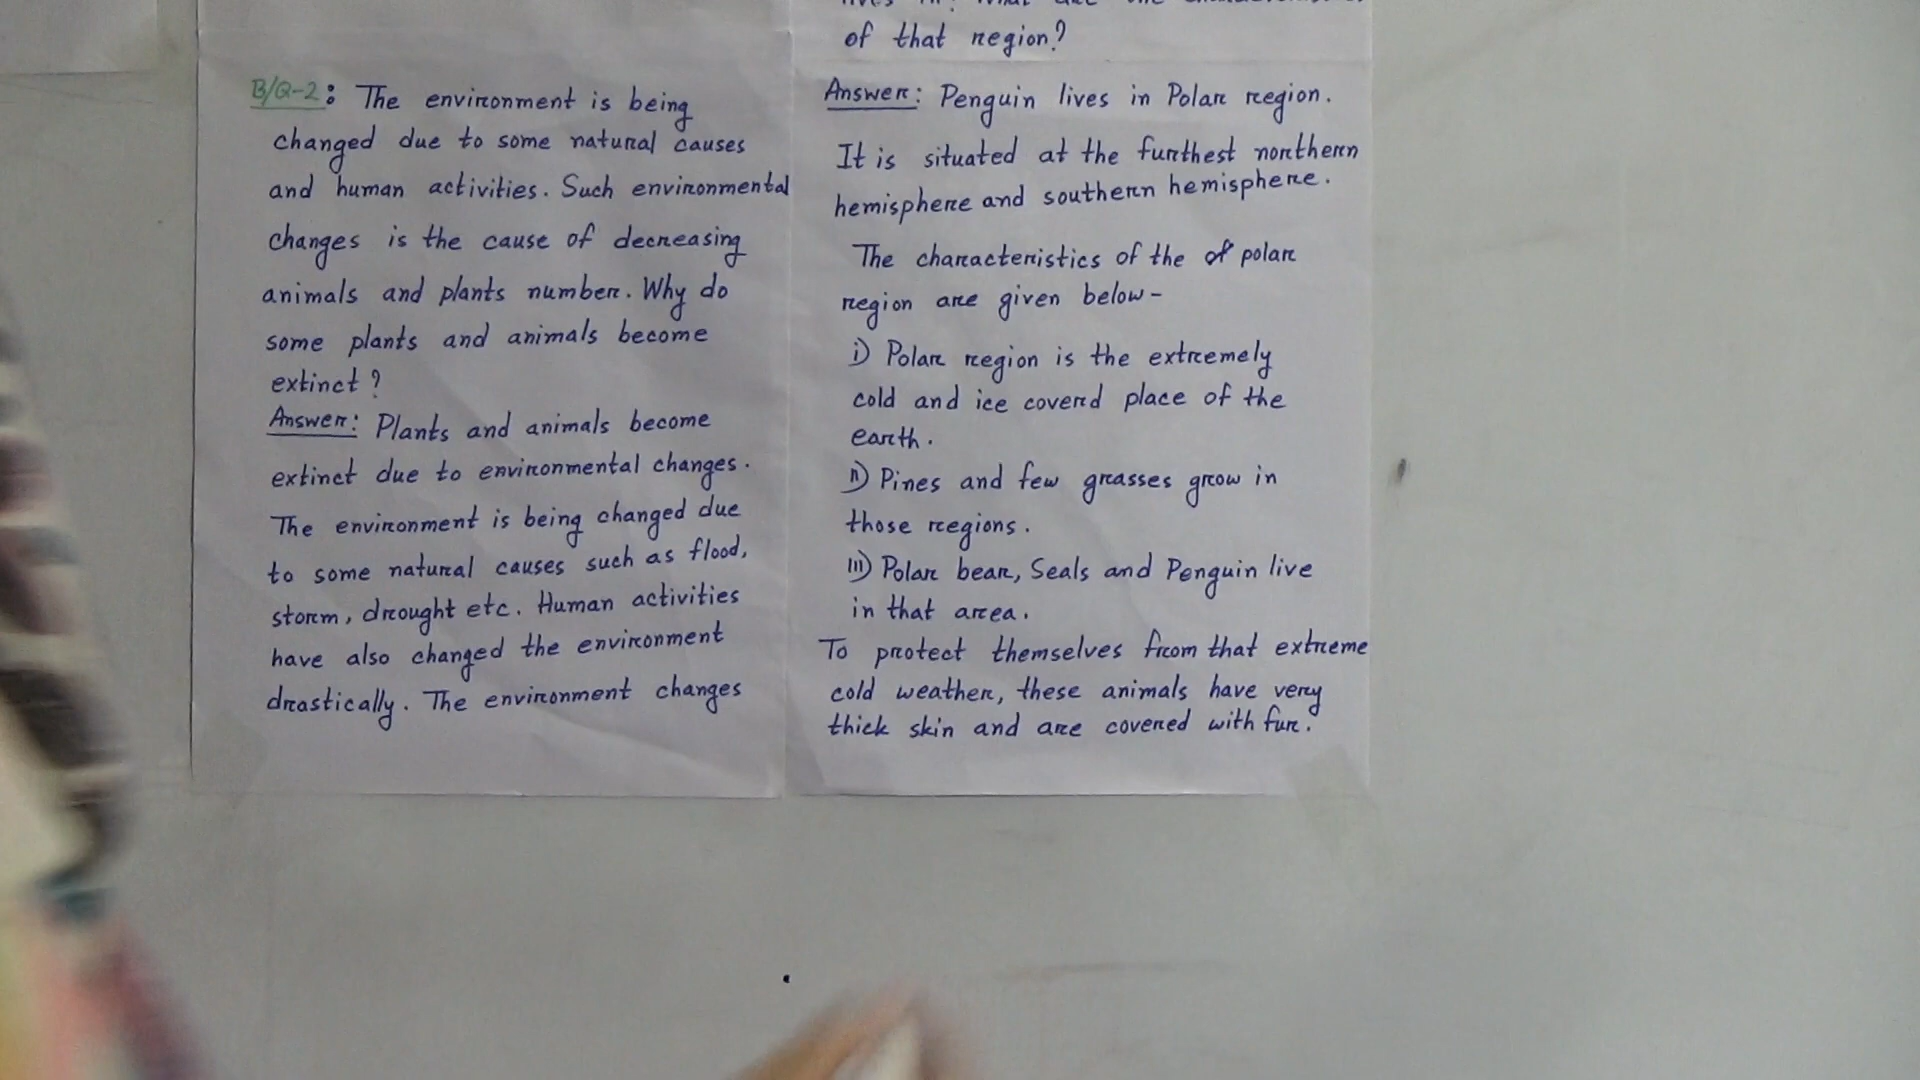 B/Q-2: The environment is being
changed due to some natural causes
and human activities. Such environmental
changes is the cause of decreasing
animals and plants number. Why do
some plants and animals become
extinct?
Answer: Plants and animals become
extinct due to environmental changes.
The environment is being changed due
to some natural causes such as flood,
storm, drought etc. Human activities
have also changed the environment
drastically. The environment changes
of that region?
Answer: Penguin lives in Polar region.
It is situated at the furthest northern
hemisphere and southern hemisphere.
The characteristics of the of polar
region are given below-
i) Polar region is the extremely
cold and ice coverd place of the
earth.
ii) Pines and few grasses grow in
those regions.
iii) Polar bear, Seals and Penguin live
in that area.
To protect themselves from that extreme
cold weather, these animals have very
thick skin and are covered with fur.